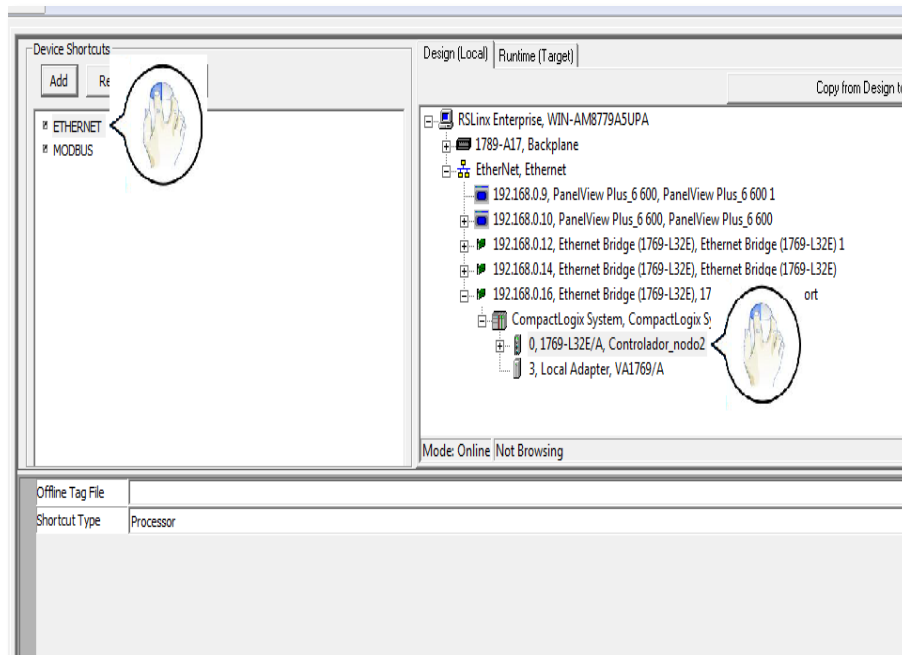 Device Shortcuts
Add
ETHERNET
MODBUS
Design (Local) Runtime (Target)
Copy from Design
RSLinx Enterprise, WIN-AM8779A5UPA
1789-A17, Backplane
EtherNet, Ethernet
192.168.0.9, PanelView Plus_6 600, PanelView Plus_6 600 1
192.168.0.10, PanelView Plus_6 600, PanelView Plus_6 600
192.168.0.12, Ethernet Bridge (1769-L32E), Ethernet Bridge (1769-L32E) 1
192.168.0.14, Ethernet Bridge (1769-L32E), Ethernet Bridge (1769-L32E)
192.168.0.16, Ethernet Bridge (1769-L32E), 17 ort
CompactLogix System, CompactLogix
0, 1769-L32E/A, Controlador_nodo2
3, Local Adapter, VA1769/A
Mode: Online Not Browsing
Offline Tag File
Shortcut Type Processor